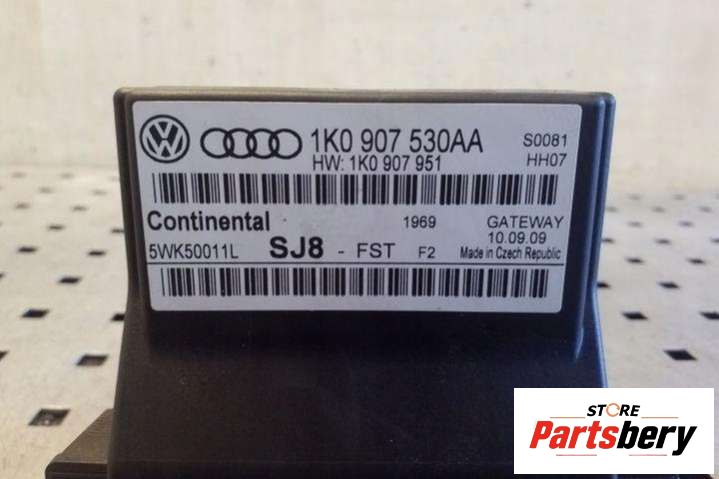 1K0 907 530AA
HW: 1K0 907 951
S0081
HH07
Continental
1969
GATEWAY
10.09.09
5WK50011L
SJ8 - FST F2
Made in Czech Republic
STORE
Partsbery